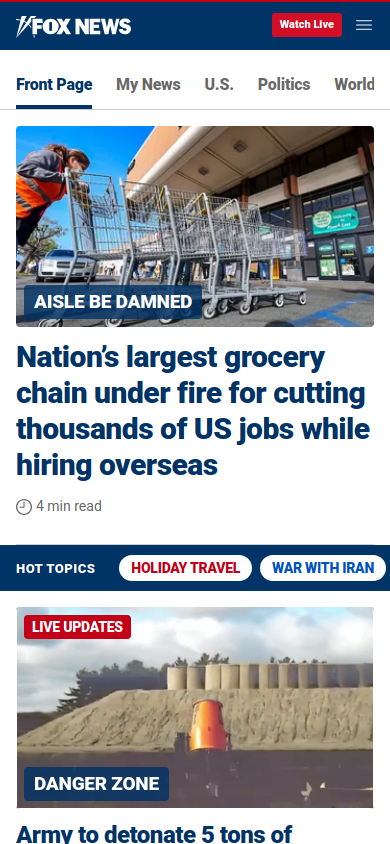 FOX NEWS
Watch Live
Front Page
My News
U.S.
Politics
World
AISLE BE DAMNED
Nation’s largest grocery
chain under fire for cutting
thousands of US jobs while
hiring overseas
4 min read
HOT TOPICS
HOLIDAY TRAVEL
WAR WITH IRAN
LIVE UPDATES
DANGER ZONE
Army to detonate 5 tons of